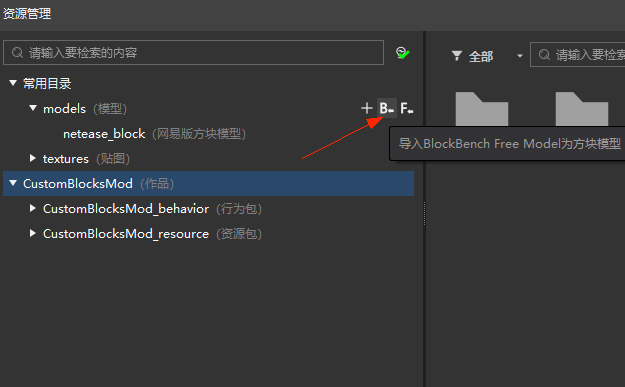 资源管理
请输入要检索的内容
全部
请输入要检索
常用目录
models (模型)
B F
netease_block (网易版方块模型)
导入BlockBench Free Model为方块模型
textures (贴图)
CustomBlocksMod (作品)
CustomBlocksMod_behavior (行为包)
CustomBlocksMod_resource (资源包)